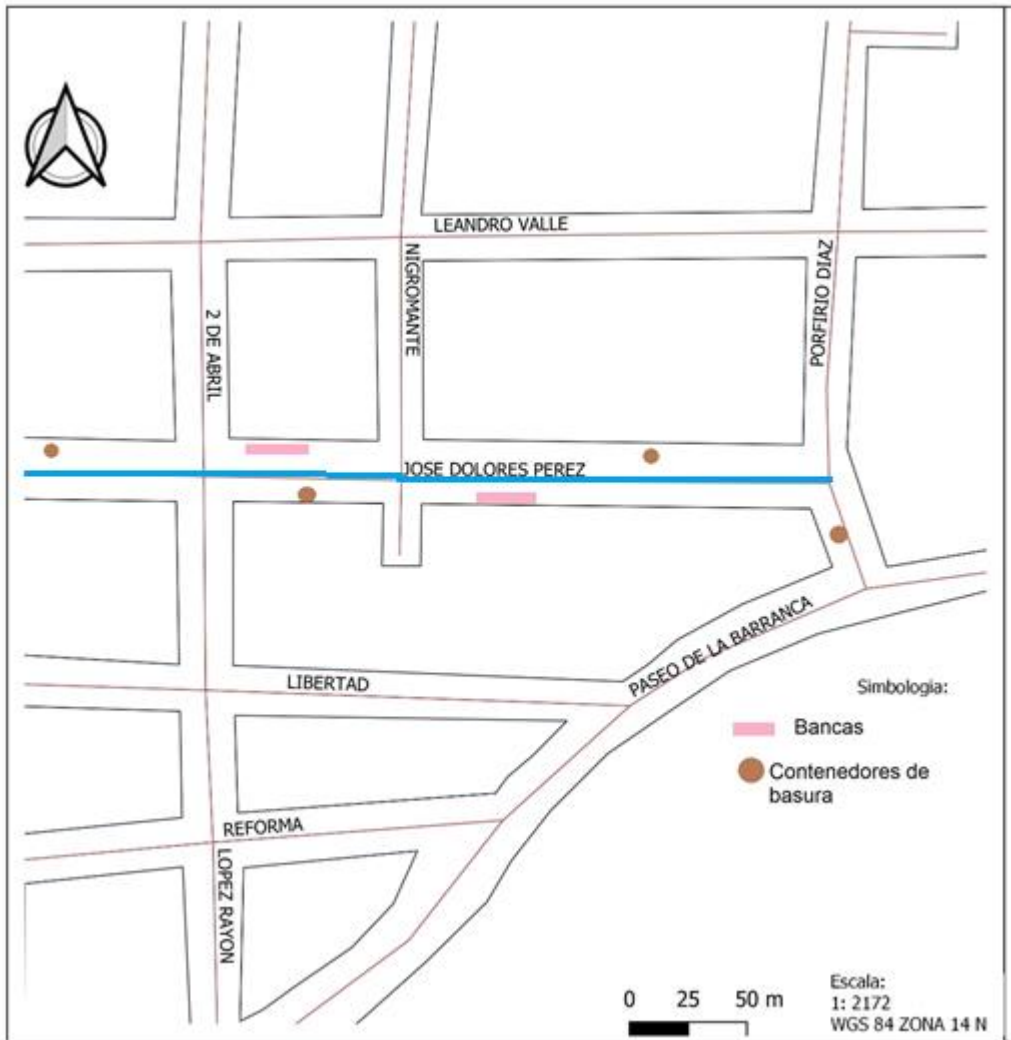 LEANDRO VALLE
NIGROMANTE
PORFIRIO DIAZ
2 DE ABRIL
JOSE DOLORES PEREZ
PASEO DE LA BARRANCA
LIBERTAD
Simbologia:
Bancas
Contenedores de
basura
REFORMA
LOPEZ RAYON
0 25 50 m
Escala:
1: 2172
WGS 84 ZONA 14 N